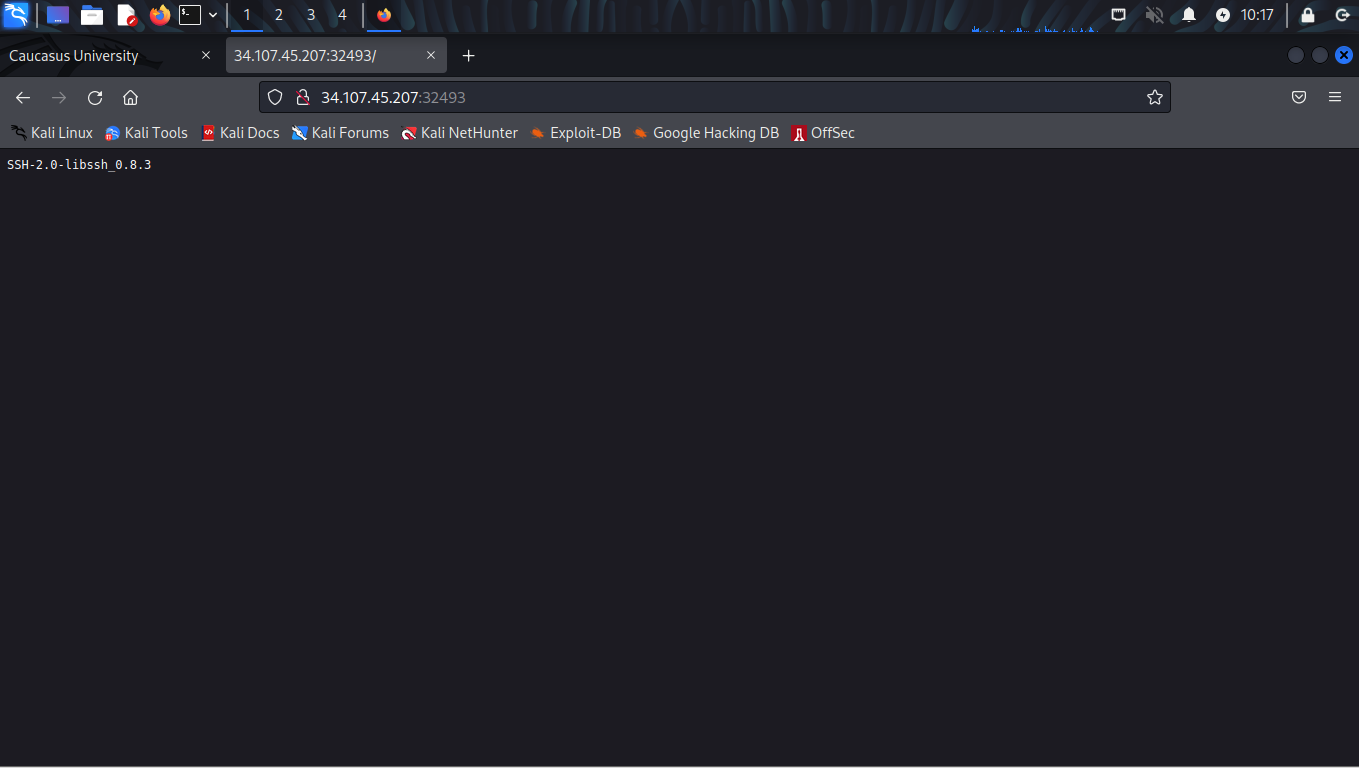 1 2 3 4 10:17
Caucasus University 34.107.45.207:32493/
34.107.45.207:32493
Kali Linux Kali Tools Kali Docs Kali Forums Kali NetHunter Exploit-DB Google Hacking DB OffSec
SSH-2.0-libssh_0.8.3